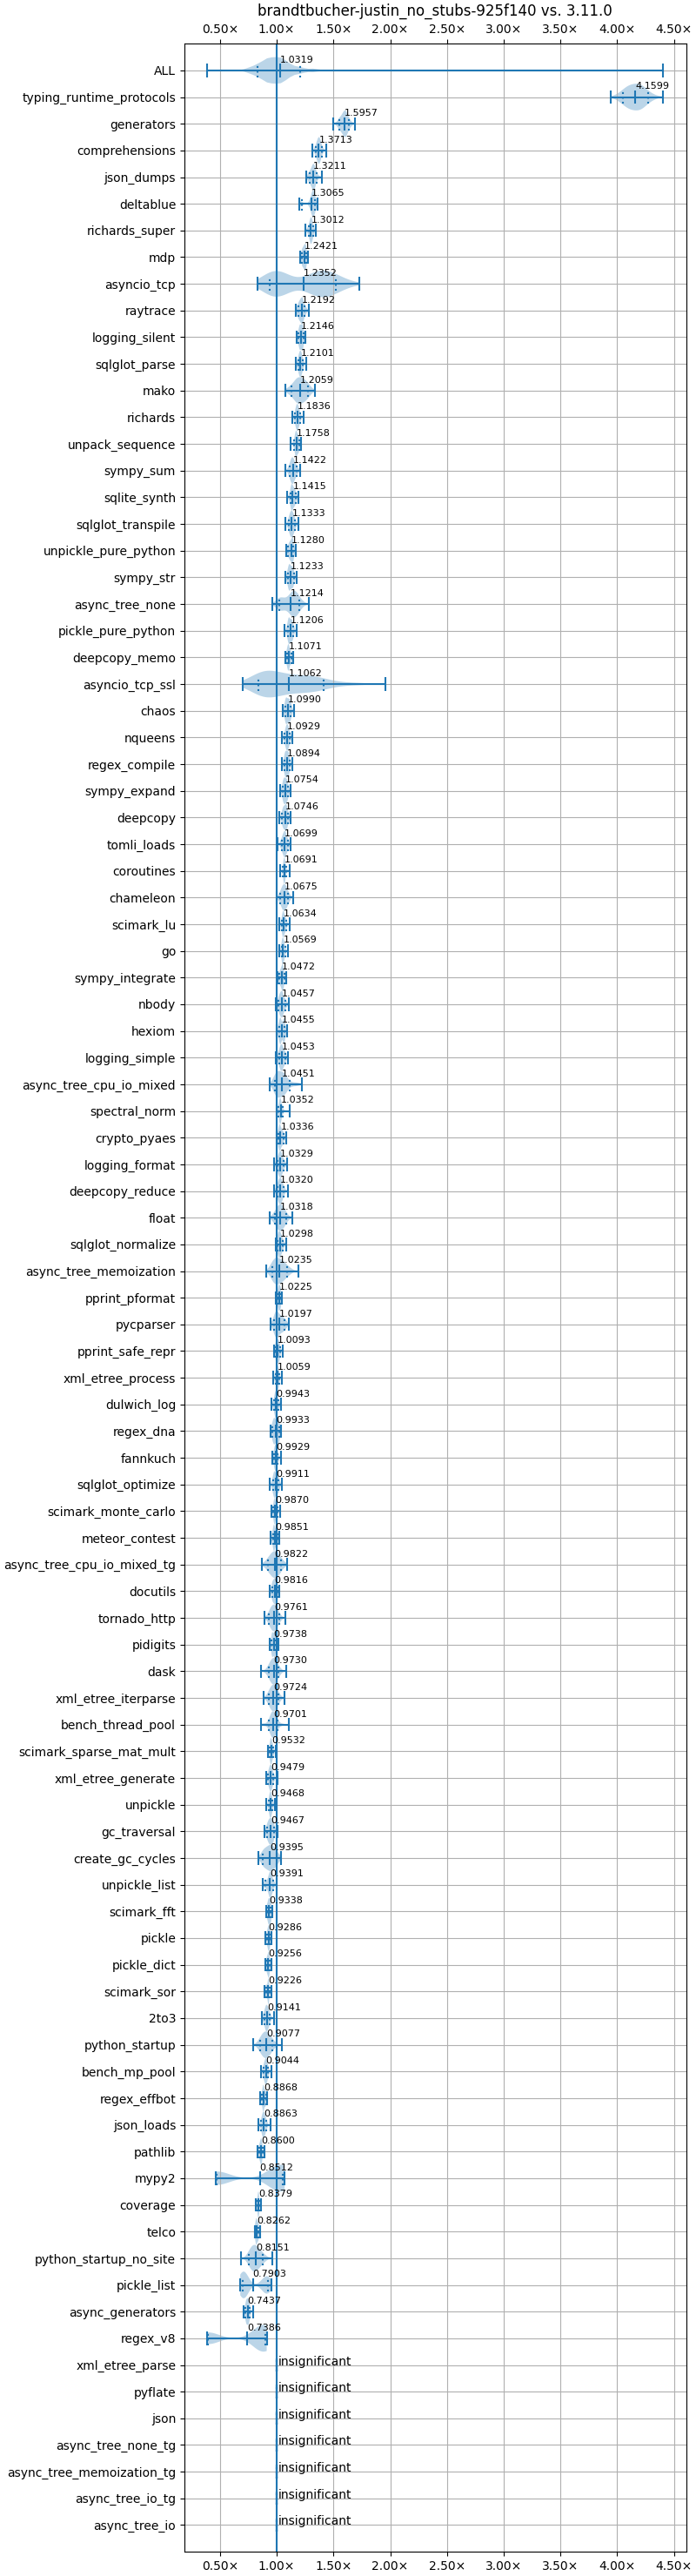 brandtbucher-justin_no_stubs-925f140 vs. 3.11.0
0.50× 1.00× 1.50× 2.00× 2.50× 3.00× 3.50× 4.00× 4.50×
ALL 1.0319
typing_runtime_protocols 4.1599
generators 1.5957
comprehensions 1.3713
json_dumps 1.3211
deltablue 1.3065
richards_super 1.3012
mdp 1.2421
asyncio_tcp 1.2352
raytrace 1.2192
logging_silent 1.2146
sqlglot_parse 1.2101
mako 1.2059
richards 1.1836
unpack_sequence 1.1758
sympy_sum 1.1422
sqlite_synth 1.1415
sqlglot_transpile 1.1333
unpickle_pure_python 1.1280
sympy_str 1.1233
async_tree_none 1.1214
pickle_pure_python 1.1206
deepcopy_memo 1.1071
asyncio_tcp_ssl 1.1062
chaos 1.0990
nqueens 1.0929
regex_compile 1.0894
sympy_expand 1.0754
deepcopy 1.0746
tomli_loads 1.0699
coroutines 1.0691
chameleon 1.0675
scimark_lu 1.0634
go 1.0569
sympy_integrate 1.0472
nbody 1.0457
hexiom 1.0455
logging_simple 1.0453
async_tree_cpu_io_mixed 1.0451
spectral_norm 1.0352
crypto_pyaes 1.0336
logging_format 1.0329
deepcopy_reduce 1.0320
float 1.0318
sqlglot_normalize 1.0298
async_tree_memoization 1.0235
pprint_pformat 1.0225
pycparser 1.0197
pprint_safe_repr 1.0093
xml_etree_process 1.0059
dulwich_log 0.9943
regex_dna 0.9933
fannkuch 0.9929
sqlglot_optimize 0.9911
scimark_monte_carlo 0.9870
meteor_contest 0.9851
async_tree_cpu_io_mixed_tg 0.9822
docutils 0.9816
tornado_http 0.9761
pidigits 0.9738
dask 0.9730
xml_etree_iterparse 0.9724
bench_thread_pool 0.9701
scimark_sparse_mat_mult 0.9532
xml_etree_generate 0.9479
unpickle 0.9468
gc_traversal 0.9467
create_gc_cycles 0.9395
unpickle_list 0.9391
scimark_fft 0.9338
pickle 0.9286
pickle_dict 0.9256
scimark_sor 0.9226
2to3 0.9141
python_startup 0.9077
bench_mp_pool 0.9044
regex_effbot 0.8868
json_loads 0.8863
pathlib 0.8600
mypy2 0.8512
coverage 0.8379
telco 0.8262
python_startup_no_site 0.8151
pickle_list 0.7903
async_generators 0.7437
regex_v8 0.7386
xml_etree_parse insignificant
pyflate insignificant
json insignificant
async_tree_none_tg insignificant
async_tree_memoization_tg insignificant
async_tree_io_tg insignificant
async_tree_io insignificant
0.50× 1.00× 1.50× 2.00× 2.50× 3.00× 3.50× 4.00× 4.50×